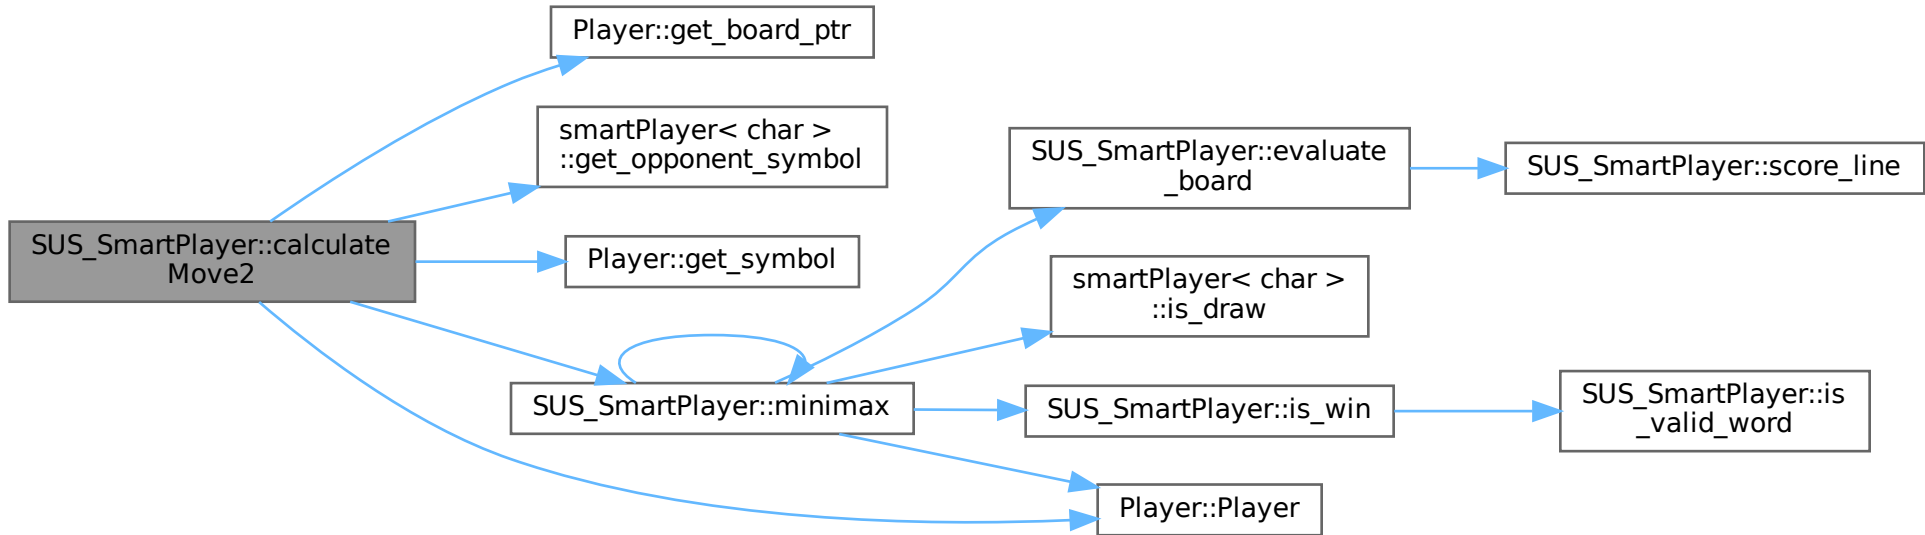 Player::get_board_ptr
smartPlayer< char >
::get_opponent_symbol
SUS_SmartPlayer::calculate
Move2
Player::get_symbol
SUS_SmartPlayer::minimax
SUS_SmartPlayer::evaluate
_board
SUS_SmartPlayer::score_line
smartPlayer< char >
::is_draw
SUS_SmartPlayer::is_win
SUS_SmartPlayer::is
_valid_word
Player::Player